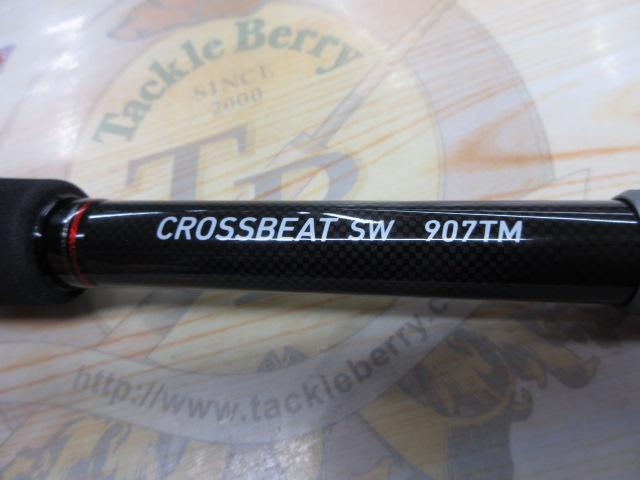 Tackle Berry
SINCE
2000
TB
CROSSBEAT SW 907TM
http://www.tackleberry.c